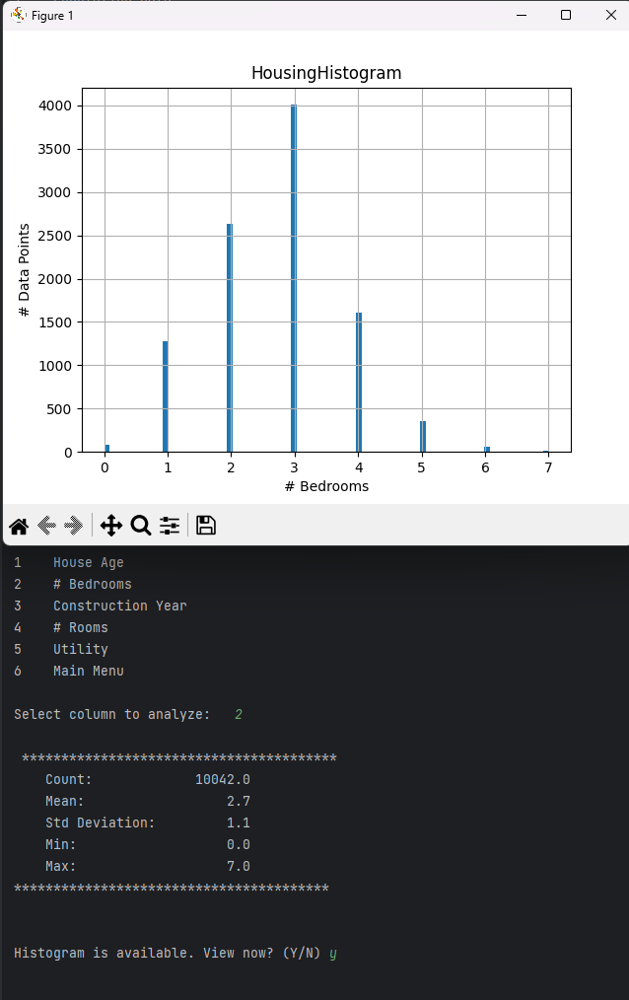 Figure 1
HousingHistogram
4000
3500
3000
2500
2000
1500
1000
500
0
# Data Points
0 1 2 3 4 5 6 7
# Bedrooms
1 House Age
2 # Bedrooms
3 Construction Year
4 # Rooms
5 Utility
6 Main Menu
Select column to analyze: 2
****************************************
Count: 10042.0
Mean: 2.7
Std Deviation: 1.1
Min: 0.0
Max: 7.0
****************************************
Histogram is available. View now? (Y/N) y